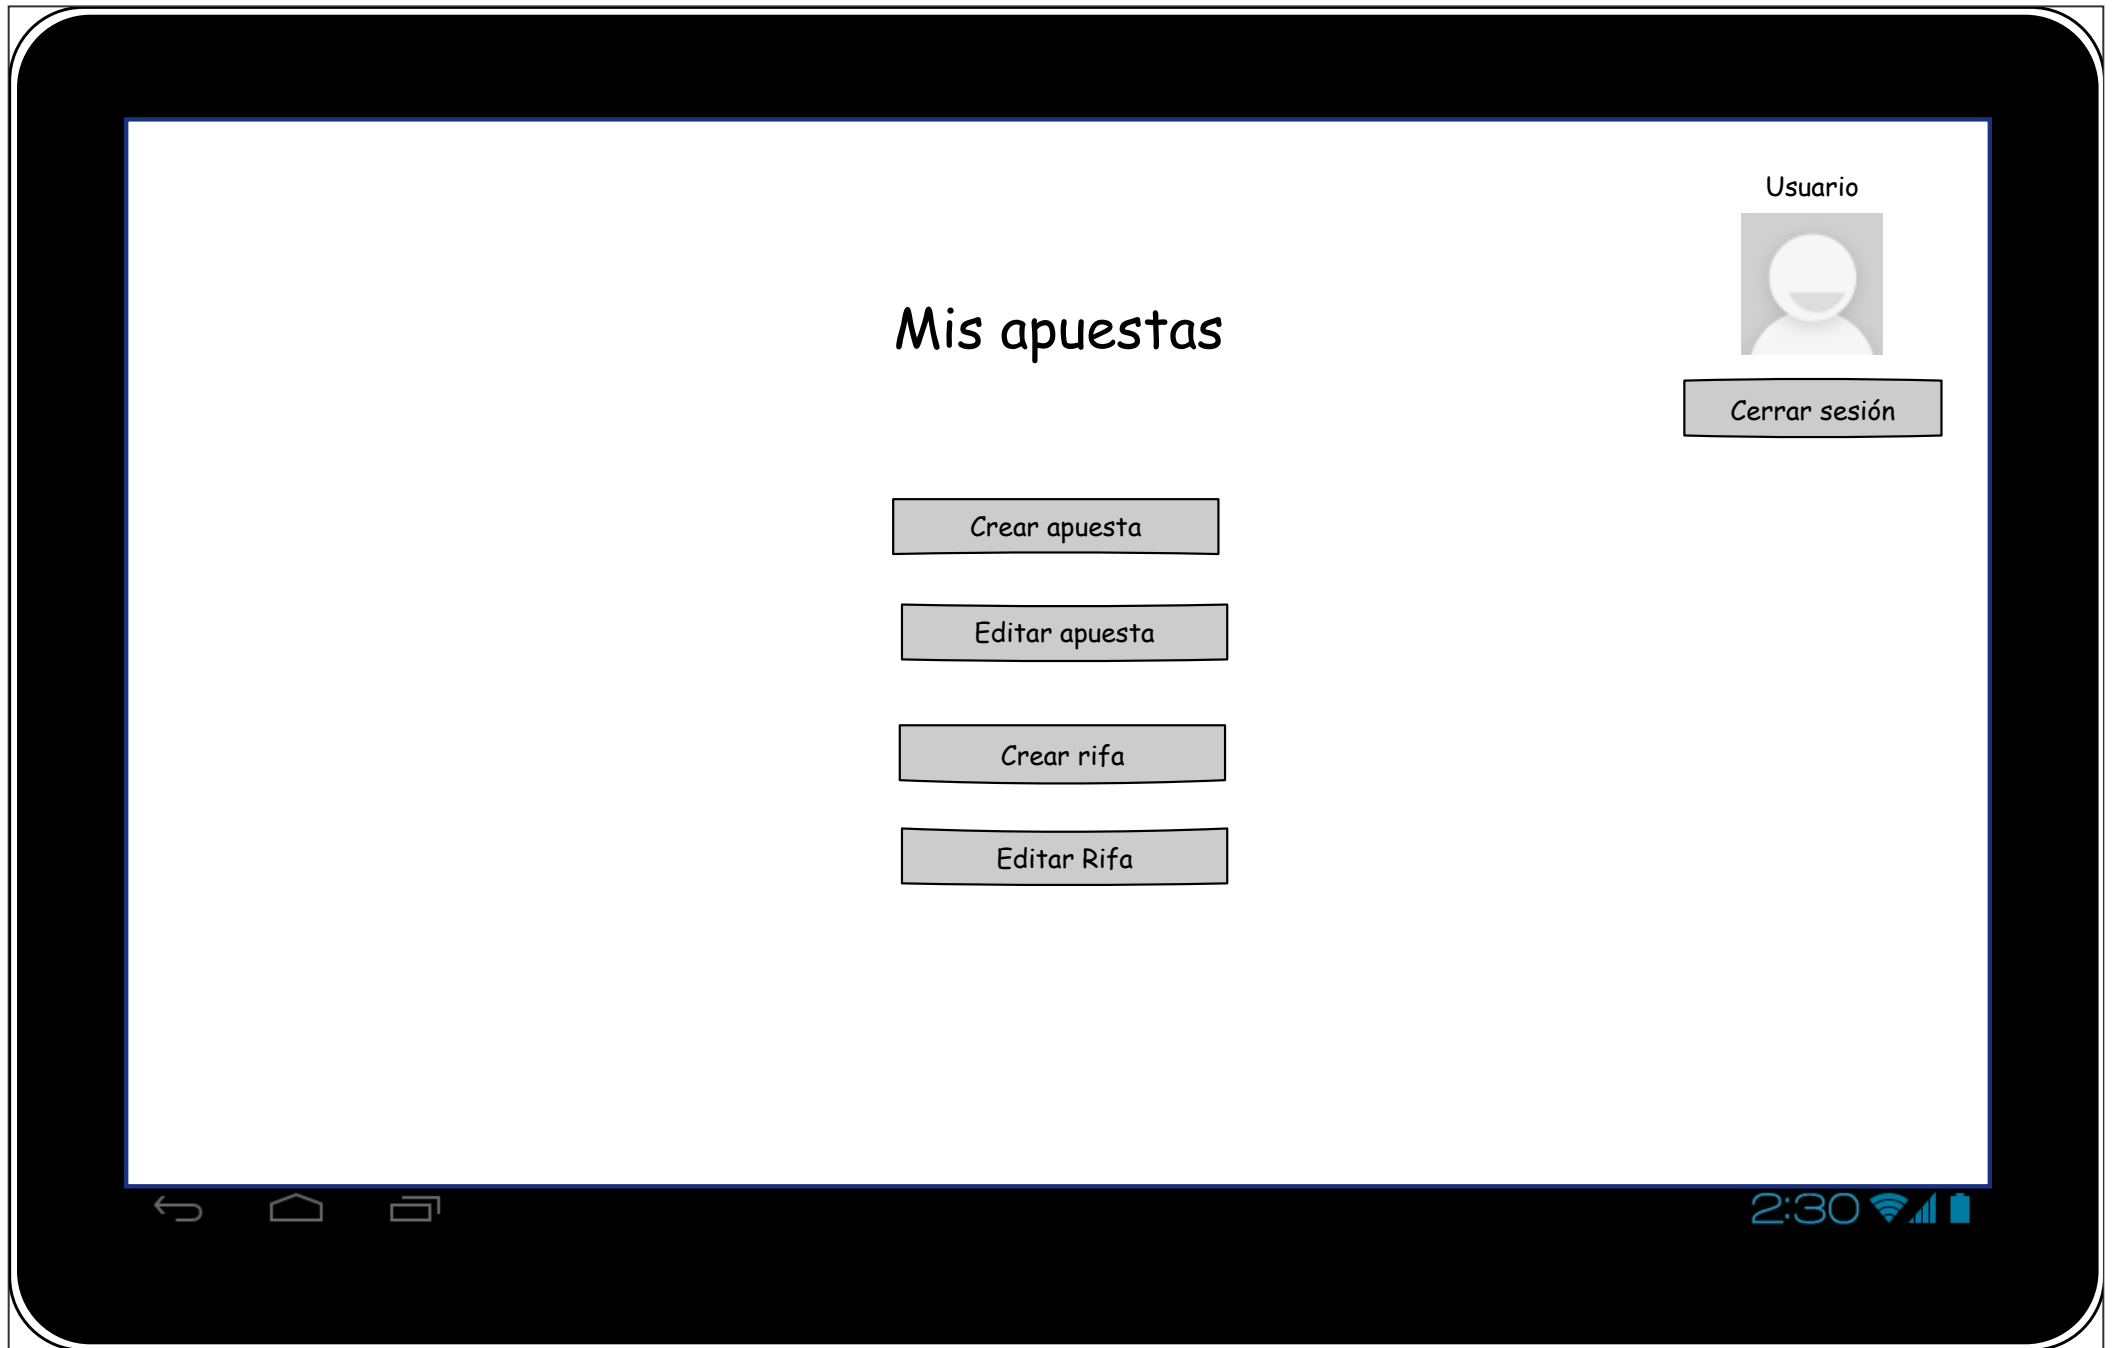 Usuario
Mis apuestas
Cerrar sesión
Crear apuesta
Editar apuesta
Crear rifa
Editar Rifa
2:30